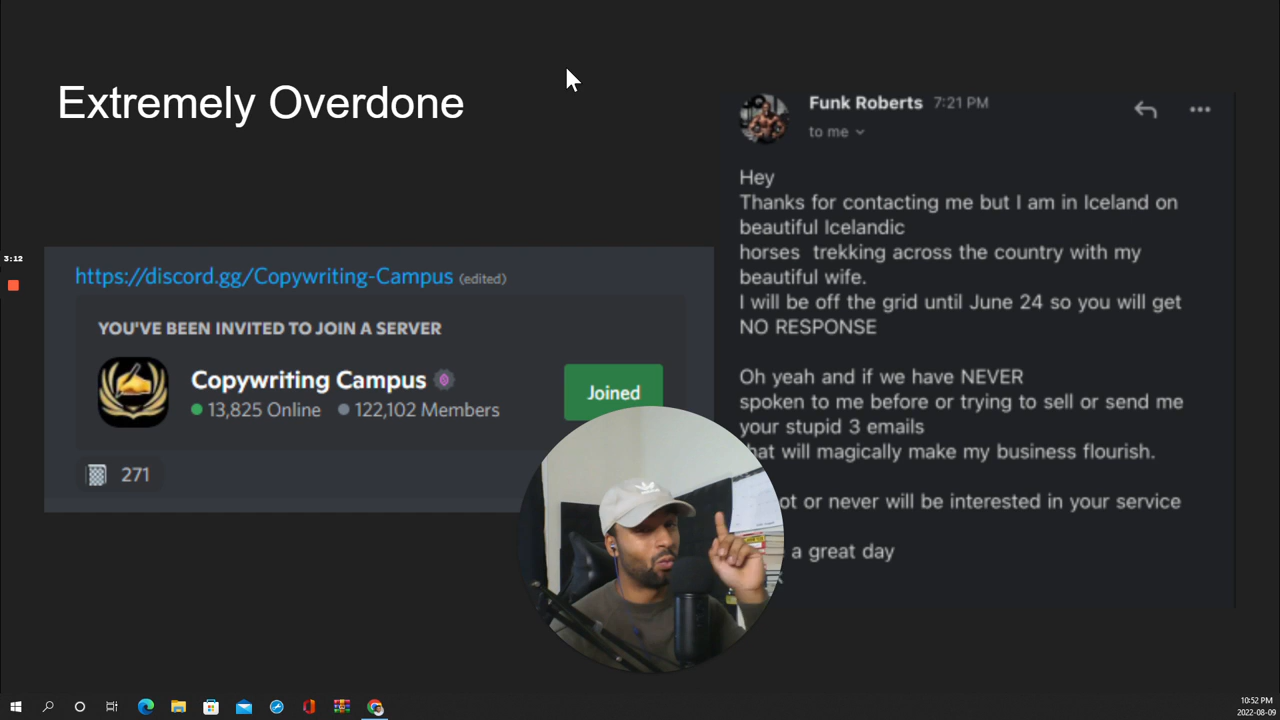 Extremely Overdone
3:12
https://discord.gg/Copywriting-Campus (edited)
YOU'VE BEEN INVITED TO JOIN A SERVER
Copywriting Campus
13,825 Online 122,102 Members
Joined
271
Funk Roberts 7:21 PM
to me
Hey
Thanks for contacting me but I am in Iceland on
beautiful Icelandic
horses trekking across the country with my
beautiful wife.
I will be off the grid until June 24 so you will get
NO RESPONSE
Oh yeah and if we have NEVER
spoken to me before or trying to sell or send me
your stupid 3 emails
will magically make my business flourish.
or never will be interested in your service
a great day
10:52 PM
2022-08-09